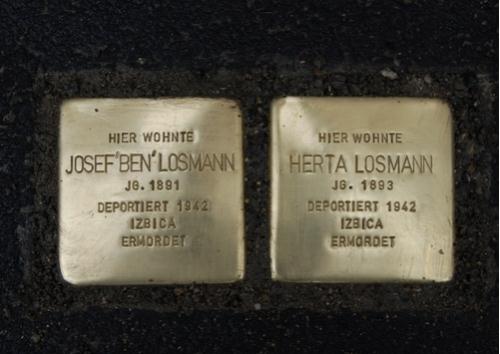 HIER WOHNTE
JOSEF "BEN" LOSMANN
JG. 1891
DEPORTIERT 1942
IZBICA
ERMORDET
HIER WOHNTE
HERTA LOSMANN
JG. 1893
DEPORTIERT 1942
IZBICA
ERMORDET